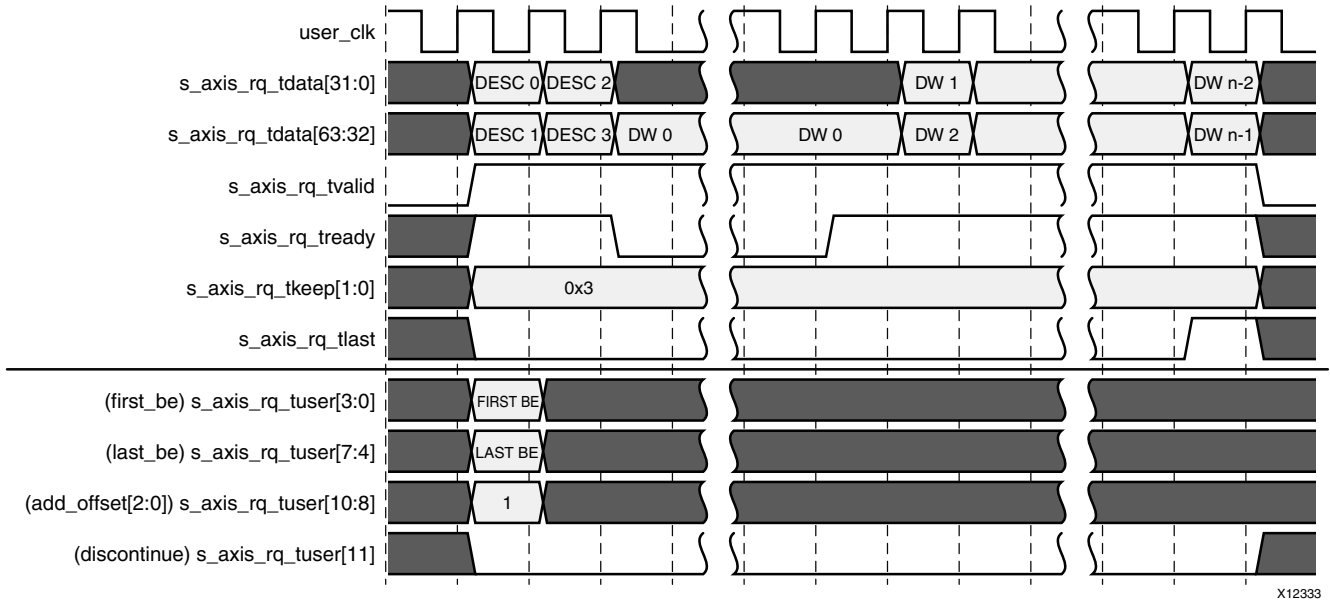 user_clk
s_axis_rq_tdata[31:0] DESC 0 DESC 2 DW 1 DW n-2
s_axis_rq_tdata[63:32] DESC 1 DESC 3 DW 0 DW 0 DW 2 DW n-1
s_axis_rq_tvalid
s_axis_rq_tready
s_axis_rq_tkeep[1:0] 0x3
s_axis_rq_tlast
(first_be) s_axis_rq_tuser[3:0] FIRST BE
(last_be) s_axis_rq_tuser[7:4] LAST BE
(add_offset[2:0]) s_axis_rq_tuser[10:8] 1
(discontinue) s_axis_rq_tuser[11]
X12333